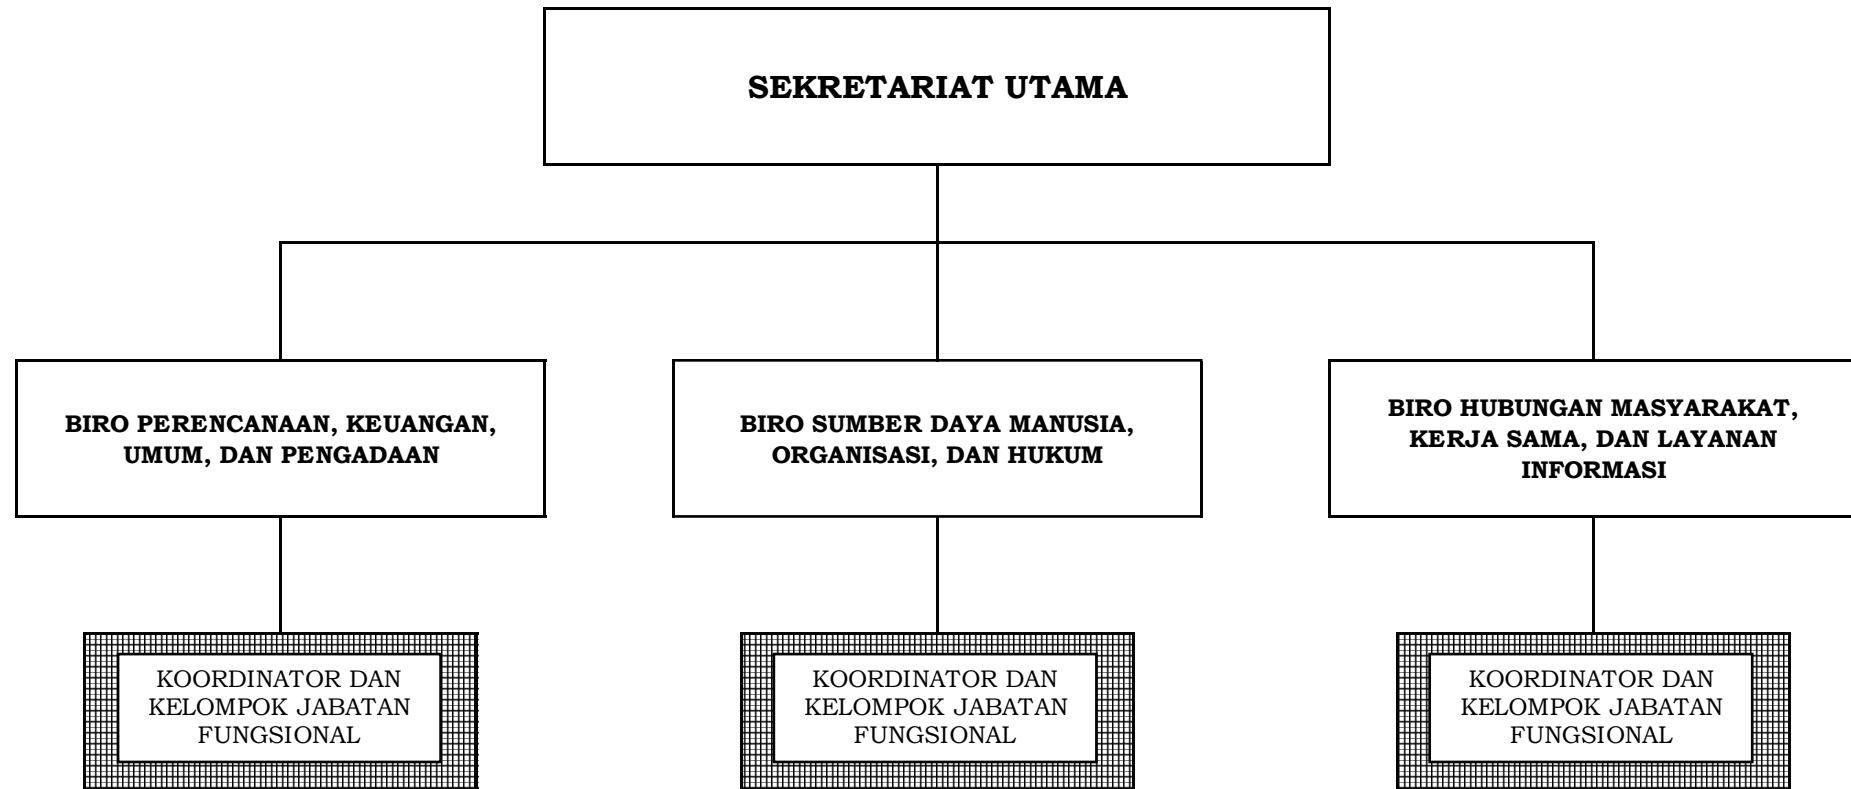 SEKRETARIAT UTAMA
BIRO PERENCANAAN, KEUANGAN,
UMUM, DAN PENGADAAN
BIRO SUMBER DAYA MANUSIA,
ORGANISASI, DAN HUKUM
BIRO HUBUNGAN MASYARAKAT,
KERJA SAMA, DAN LAYANAN
INFORMASI
KOORDINATOR DAN
KELOMPOK JABATAN
FUNGSIONAL
KOORDINATOR DAN
KELOMPOK JABATAN
FUNGSIONAL
KOORDINATOR DAN
KELOMPOK JABATAN
FUNGSIONAL